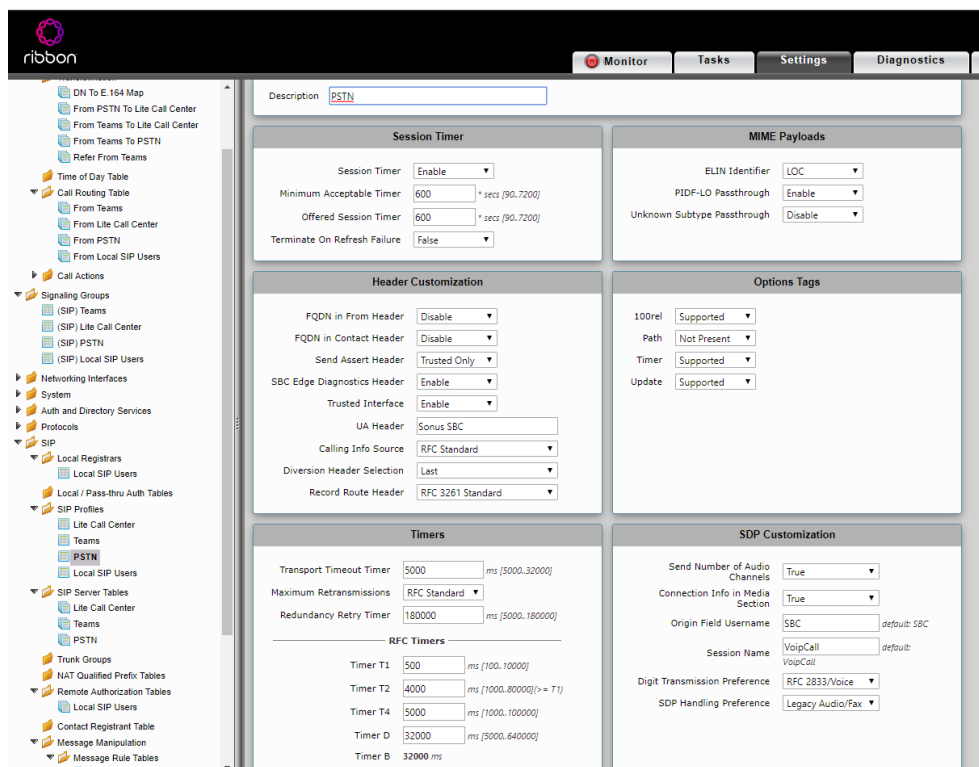 ribbon
Monitor
Tasks
Settings
Diagnostics
Transformation
DN To E.164 Map
From PSTN To Lite Call Center
From Teams To Lite Call Center
From Teams To PSTN
Refer From Teams
Time of Day Table
Call Routing Table
From Teams
From Lite Call Center
From PSTN
From Local SIP Users
Call Actions
Signaling Groups
(SIP) Teams
(SIP) Lite Call Center
(SIP) PSTN
(SIP) Local SIP Users
Networking Interfaces
System
Auth and Directory Services
Protocols
SIP
Local Registrars
Local SIP Users
Local / Pass-thru Auth Tables
SIP Profiles
Lite Call Center
Teams
PSTN
Local SIP Users
SIP Server Tables
Lite Call Center
Teams
PSTN
Trunk Groups
NAT Qualified Prefix Tables
Remote Authorization Tables
Local SIP Users
Contact Registrant Table
Message Manipulation
Message Rule Tables
Description PSTN
Session Timer
Session Timer Enable
Minimum Acceptable Timer 600 * secs [90..7200]
Offered Session Timer 600 * secs [90..7200]
Terminate On Refresh Failure False
MIME Payloads
ELIN Identifier LOC
PIDF-LO Passthrough Enable
Unknown Subtype Passthrough Disable
Header Customization
FQDN in From Header Disable
FQDN in Contact Header Disable
Send Assert Header Trusted Only
SBC Edge Diagnostics Header Enable
Trusted Interface Enable
UA Header Sonus SBC
Calling Info Source RFC Standard
Diversion Header Selection Last
Record Route Header RFC 3261 Standard
Options Tags
100rel Supported
Path Not Present
Timer Supported
Update Supported
Timers
Transport Timeout Timer 5000 ms [5000..32000]
Maximum Retransmissions RFC Standard
Redundancy Retry Timer 180000 ms [5000..180000]
RFC Timers
Timer T1 500 ms [100..10000]
Timer T2 4000 ms [1000..80000](>= T1)
Timer T4 5000 ms [1000..100000]
Timer D 32000 ms [5000..640000]
Timer B 32000 ms
SDP Customization
Send Number of Audio
Channels True
Connection Info in Media
Section True
Origin Field Username SBC default: SBC
Session Name VoipCall default:
VoipCall
Digit Transmission Preference RFC 2833/Voice
SDP Handling Preference Legacy Audio/Fax